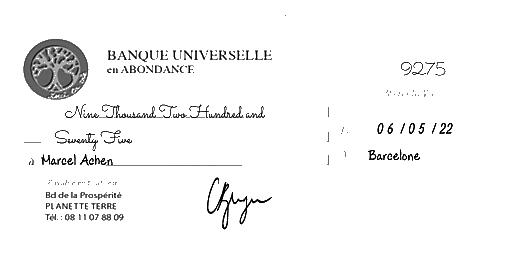 BANQUE UNIVERSELLE
en ABONDANCE
9275
Nine Thousand Two Hundred and
Seventy Five
06/05/22
à Marcel Achen
Barcelone
Bd de la Prospérité
PLANETTE TERRE
Tél. : 08 11 07 88 09